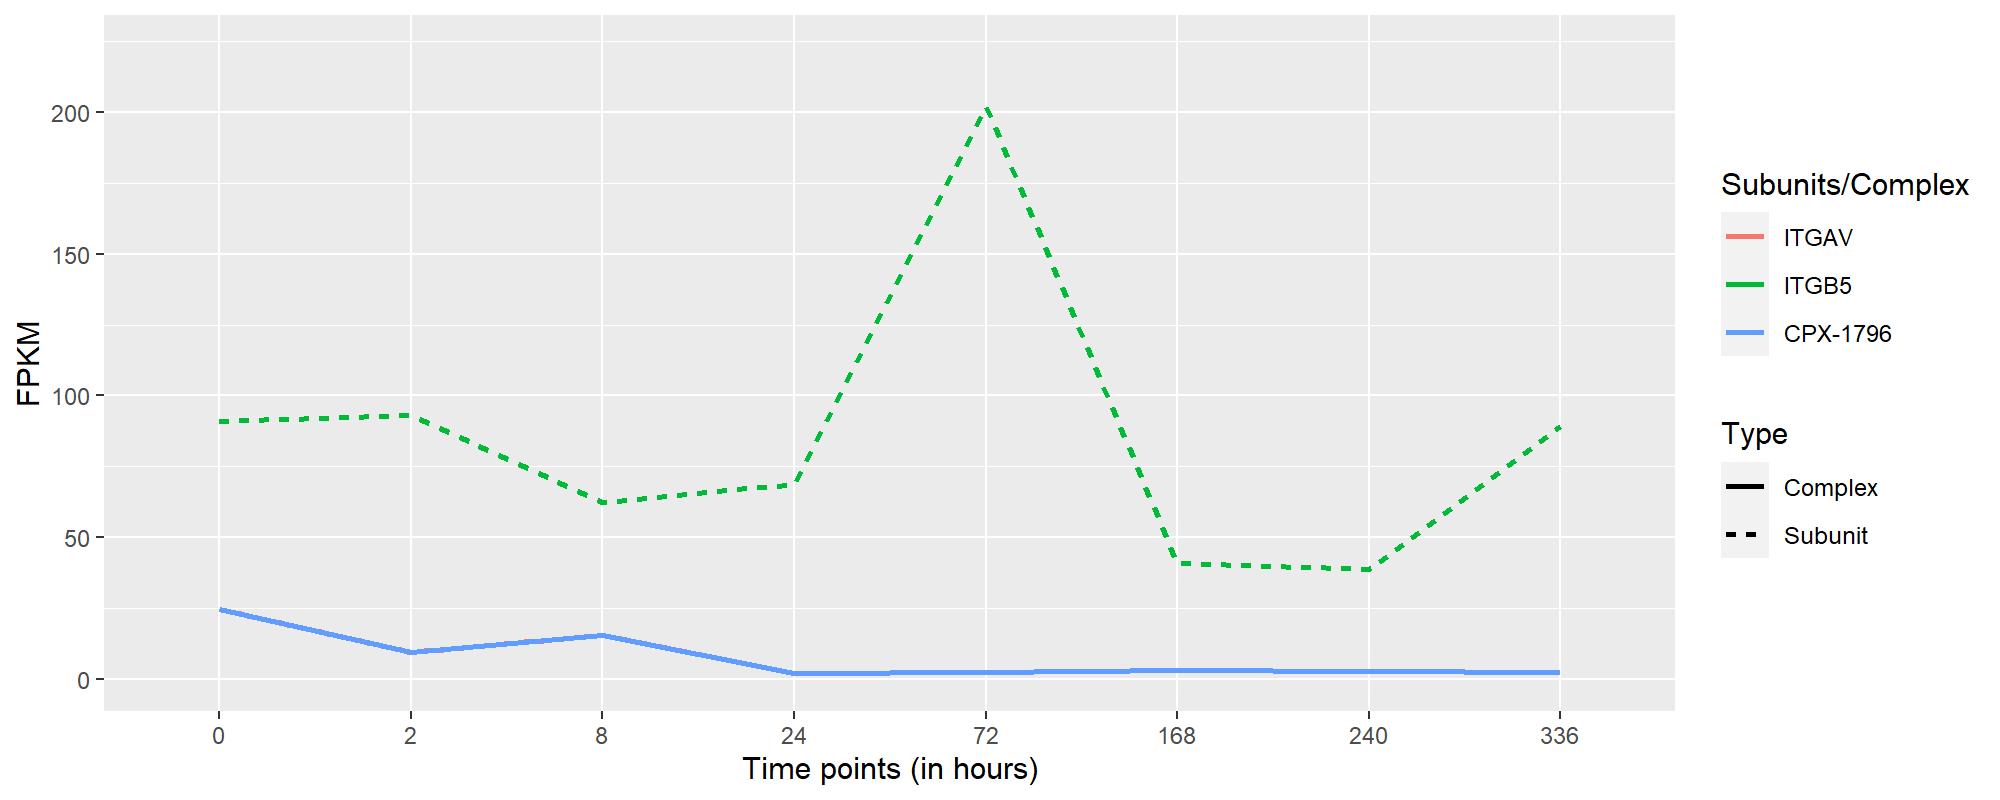 FPKM
200
150
100
50
0
0 2 8 24 72 168 240 336
Time points (in hours)
Subunits/Complex
ITGAV
ITGB5
CPX-1796
Type
Complex
Subunit